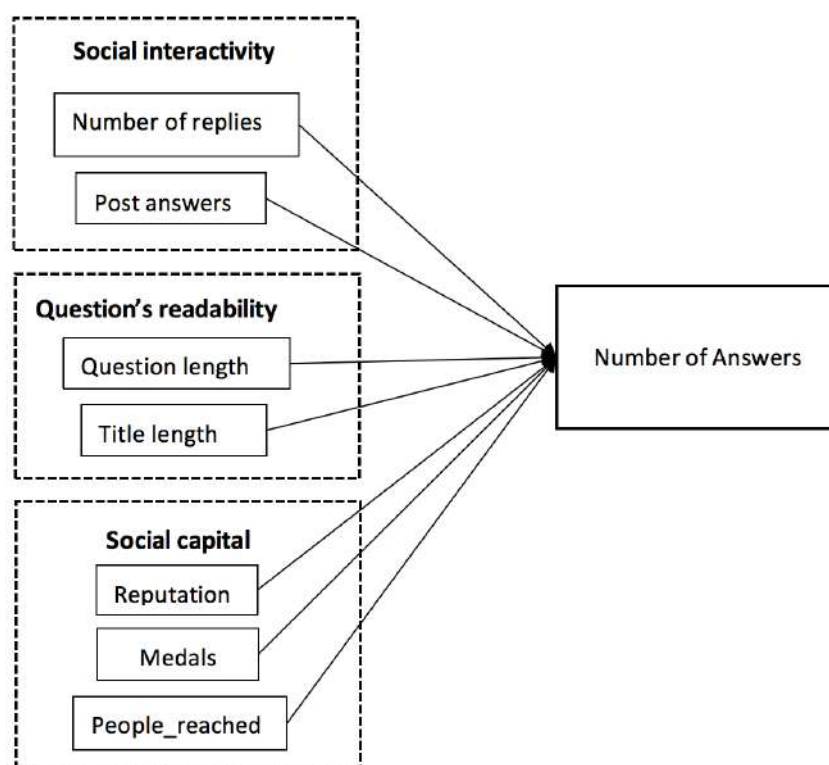 Social interactivity
Number of replies
Post answers
Question’s readability
Question length
Title length
Social capital
Reputation
Medals
People_reached
Number of Answers